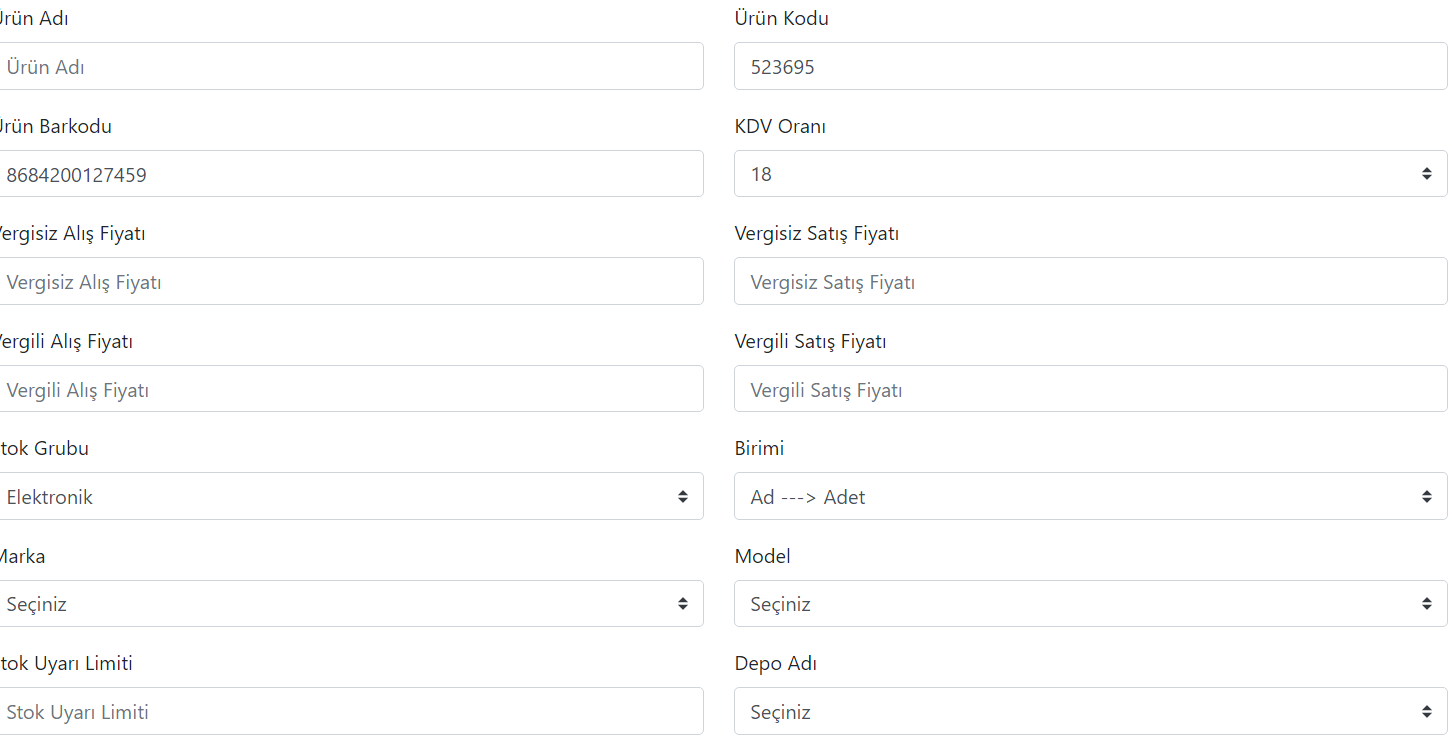 Ürün Adı
Ürün Kodu
Ürün Adı
523695
Ürün Barkodu
KDV Oranı
8684200127459
18
Vergisiz Alış Fiyatı
Vergisiz Satış Fiyatı
Vergisiz Alış Fiyatı
Vergisiz Satış Fiyatı
Vergili Alış Fiyatı
Vergili Satış Fiyatı
Vergili Alış Fiyatı
Vergili Satış Fiyatı
tok Grubu
Birimi
Elektronik
Ad ---> Adet
Marka
Model
Seçiniz
Seçiniz
tok Uyarı Limiti
Depo Adı
Stok Uyarı Limiti
Seçiniz